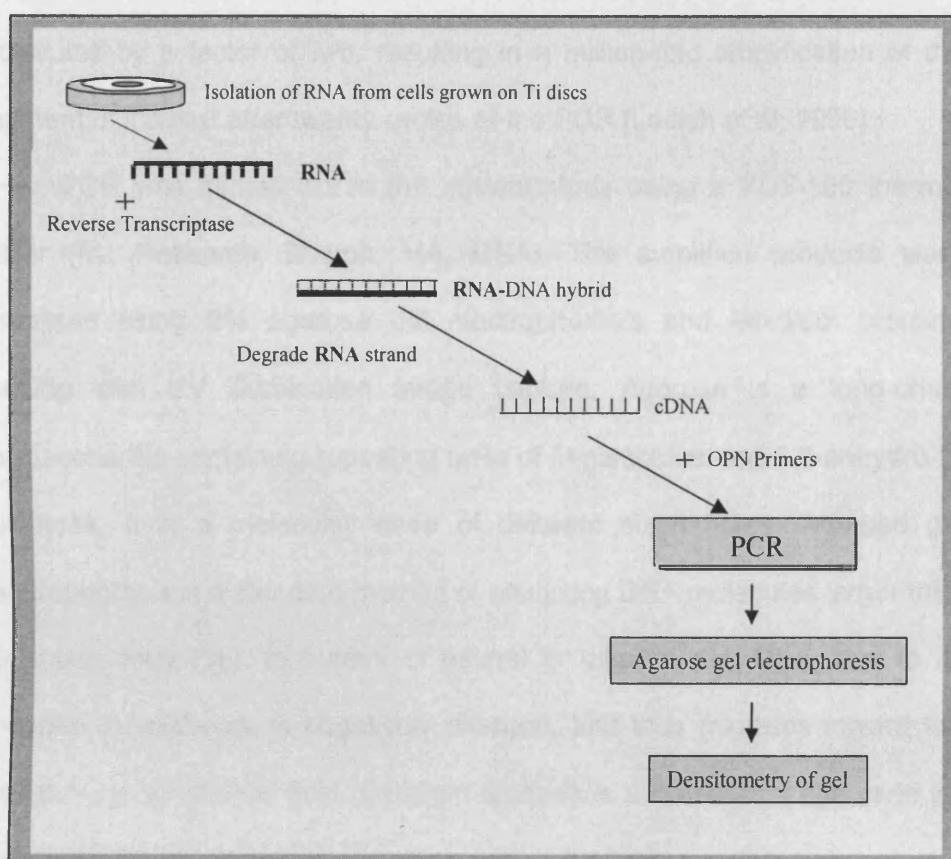 Isolation of RNA from cells grown on Ti discs
RNA
+
Reverse Transcriptase
RNA-DNA hybrid
Degrade RNA strand
cDNA
+ OPN Primers
PCR
Agarose gel electrophoresis
Densitometry of gel